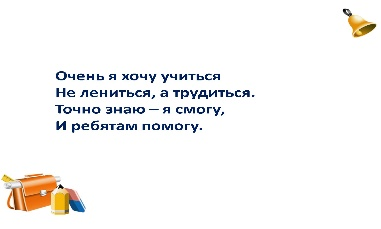 Очень я хочу учиться
Не лениться, а трудиться.
Точно знаю – я смогу,
И ребятам помогу.